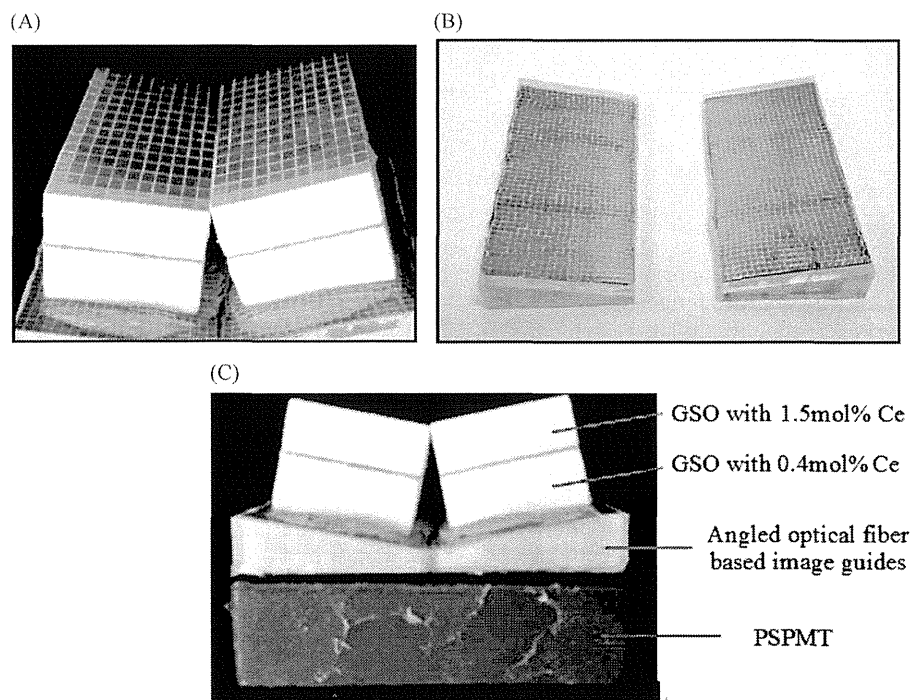 (A)
(B)
(C)
GSO with 1.5mol% Ce
GSO with 0.4mol% Ce
Angled optical fiber
based image guides
PSPMT